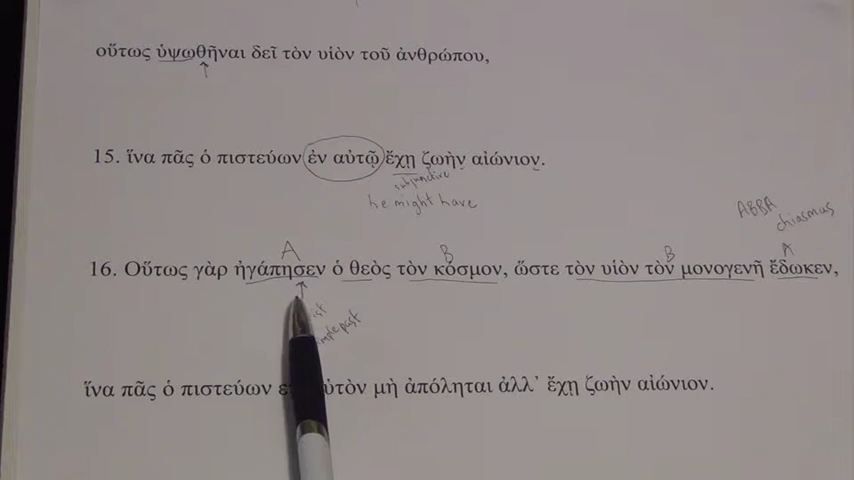 οὕτως ὑψωθῆναι δεῖ τὸν υἱὸν τοῦ ἀνθρώπου,
15. ἵνα πᾶς ὁ πιστεύων ἐν αὐτῷ ἔχῃ ζωὴν αἰώνιον.
subjunctive
he might have
ABBA
chiasmus
A B B A
16. Οὕτως γὰρ ἠγάπησεν ὁ θεὸς τὸν κόσμον, ὥστε τὸν υἱὸν τὸν μονογενῆ ἔδωκεν,
past
ἵνα πᾶς ὁ πιστεύων αὐτὸν μὴ ἀπόληται ἀλλ᾽ ἔχῃ ζωὴν αἰώνιον.